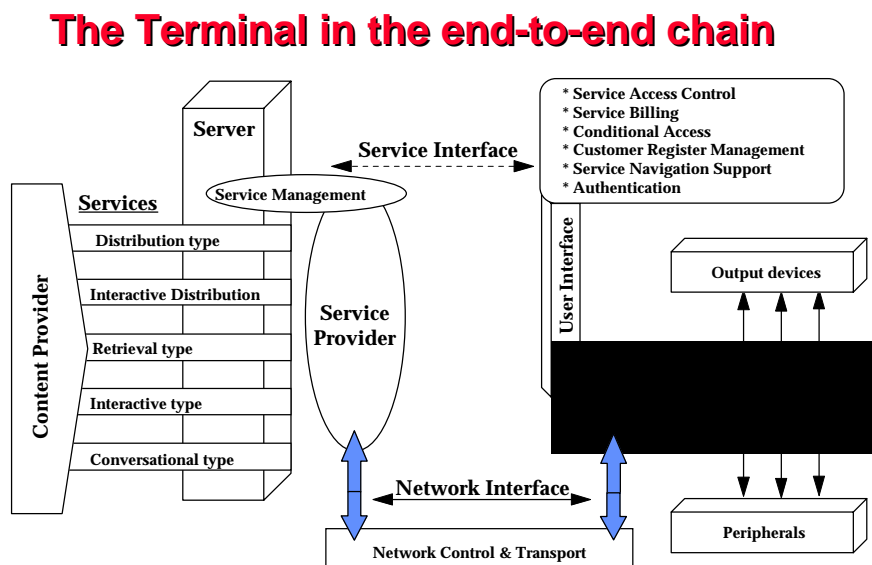 The Terminal in the end-to-end chain
Server
* Service Access Control
* Service Billing
* Conditional Access
* Customer Register Management
* Service Navigation Support
* Authentication
Service Interface
Service Management
Services
Distribution type
Interactive Distribution
Retrieval type
Interactive type
Conversational type
Content Provider
Service
Provider
User Interface
Output devices
Network Interface
Network Control & Transport
Peripherals